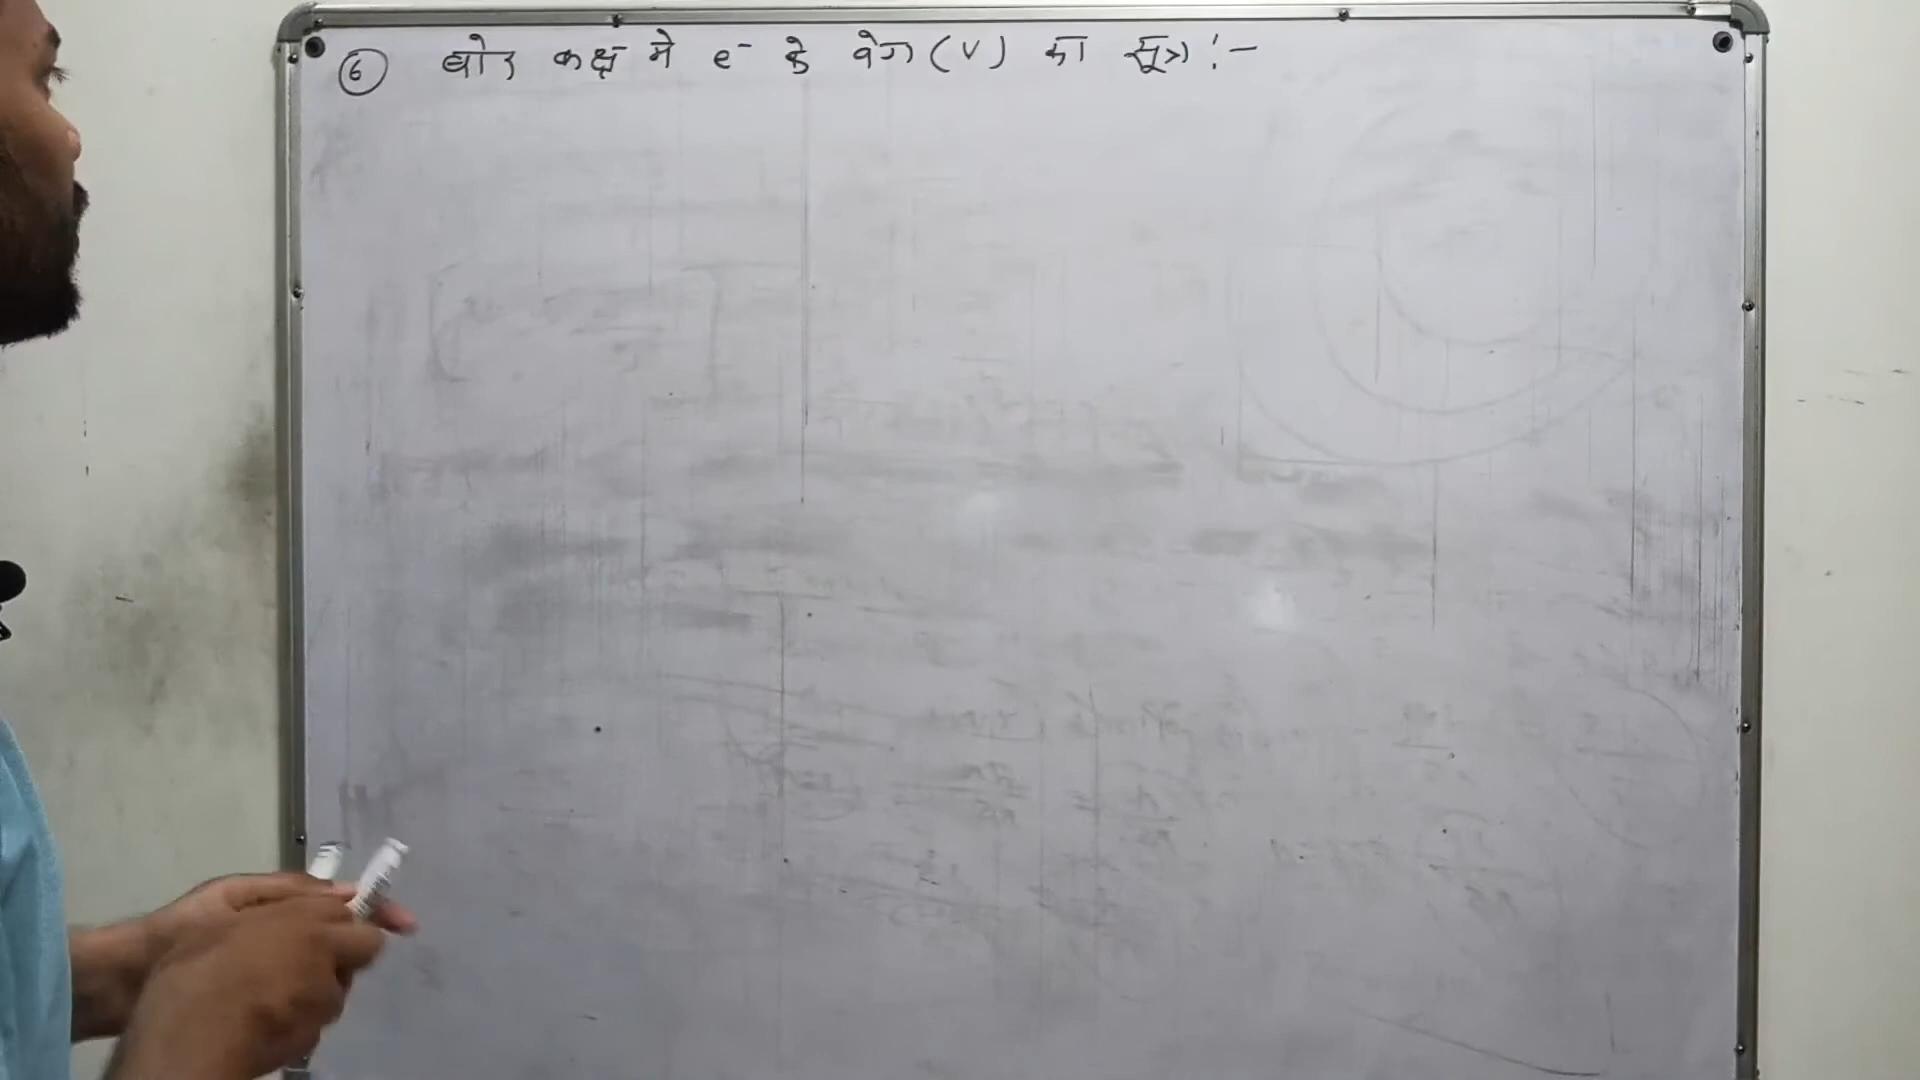 ⑥ बोर कक्ष मे e⁻ के वेग (v) का सूत्र :-